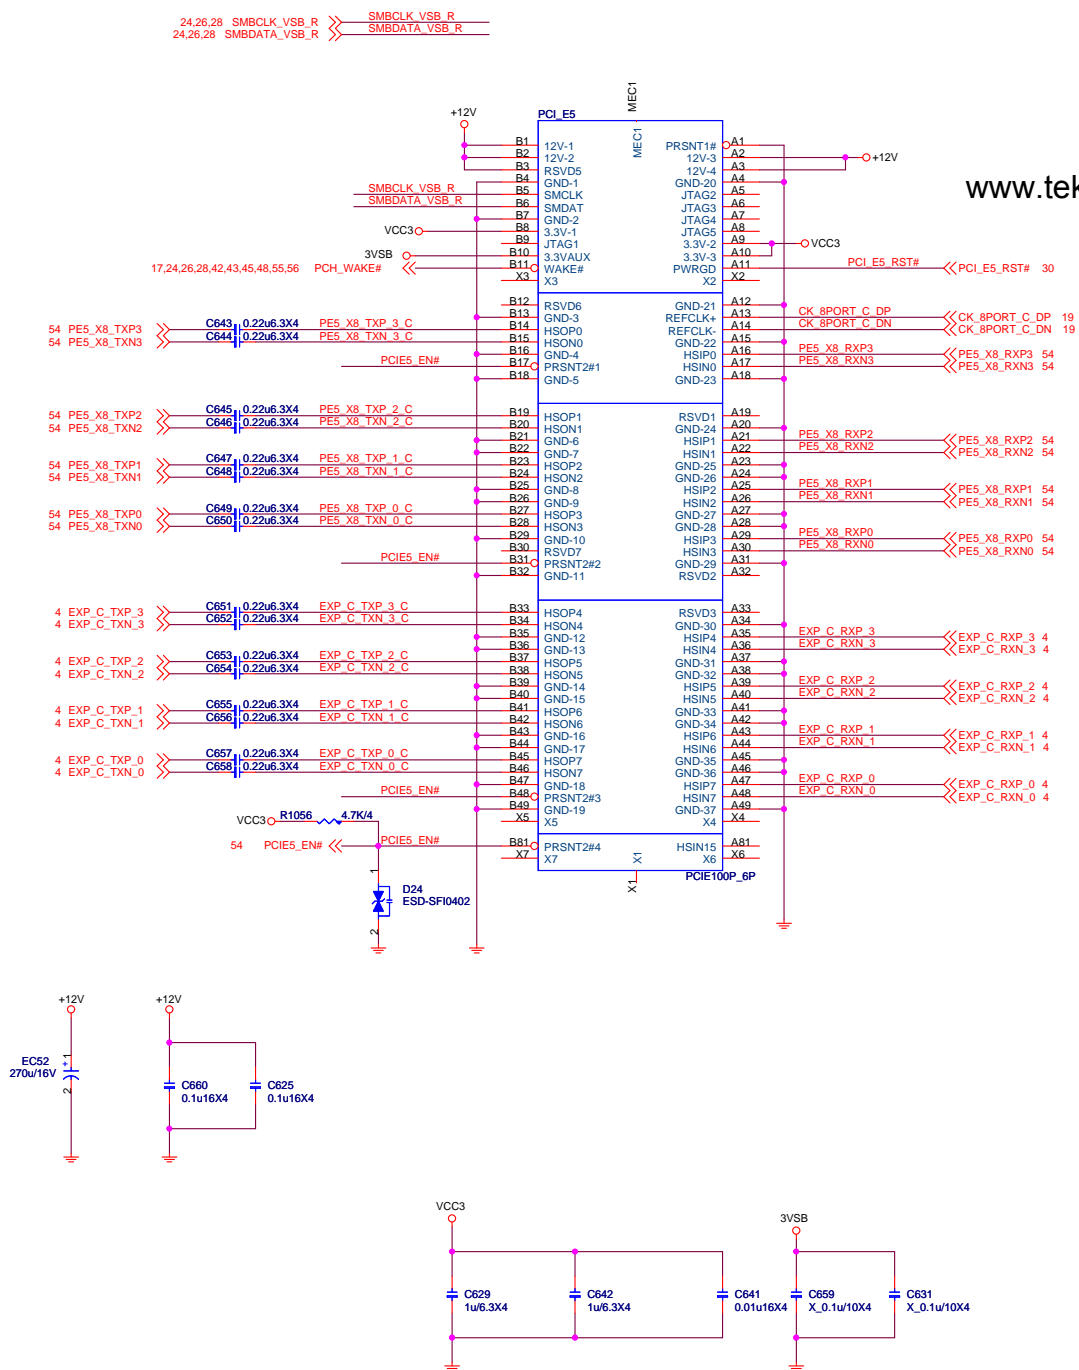 24,26,28 SMBCLK_VSB_R SMBCLK_VSB_R
24,26,28 SMBDATA_VSB_R SMBDATA_VSB_R
MEC1
+12V PCI_E5 MEC1
B1 12V-1 PRSNT1# A1
B2 12V-2 12V-3 A2 +12V
B3 RSVD5 12V-4 A3
B4 GND-1 GND-20 A4
SMBCLK_VSB_R B5 SMCLK JTAG2 A5
www.tek
SMBDATA_VSB_R B6 SMDAT JTAG3 A6
B7 GND-2 JTAG4 A7
VCC3 B8 3.3V-1 JTAG5 A8
B9 JTAG1 3.3V-2 A9 VCC3
3VSB B10 3.3VAUX 3.3V-3 A10
17,24,26,28,42,43,45,48,55,56 PCH_WAKE# B11 WAKE# PWRGD A11 PCI_E5_RST# PCI_E5_RST# 30
X3 X3 X2 X2
B12 RSVD6 GND-21 A12
B13 GND-3 REFCLK+ A13 CK_8PORT_C_DP CK_8PORT_C_DP 19
54 PE5_X8_TXP3 C643 0.22u6.3X4 PE5_X8_TXP_3_C B14 HSOP0 REFCLK- A14 CK_8PORT_C_DN CK_8PORT_C_DN 19
54 PE5_X8_TXN3 C644 0.22u6.3X4 PE5_X8_TXN_3_C B15 HSON0 GND-22 A15
B16 GND-4 HSIP0 A16 PE5_X8_RXP3 PE5_X8_RXP3 54
PCIE5_EN# B17 PRSNT2#1 HSIN0 A17 PE5_X8_RXN3 PE5_X8_RXN3 54
B18 GND-5 GND-23 A18
54 PE5_X8_TXP2 C645 0.22u6.3X4 PE5_X8_TXP_2_C B19 HSOP1 RSVD1 A19
54 PE5_X8_TXN2 C646 0.22u6.3X4 PE5_X8_TXN_2_C B20 HSON1 GND-24 A20
B21 GND-6 HSIP1 A21 PE5_X8_RXP2 PE5_X8_RXP2 54
B22 GND-7 HSIN1 A22 PE5_X8_RXN2 PE5_X8_RXN2 54
54 PE5_X8_TXP1 C647 0.22u6.3X4 PE5_X8_TXP_1_C B23 HSOP2 GND-25 A23
54 PE5_X8_TXN1 C648 0.22u6.3X4 PE5_X8_TXN_1_C B24 HSON2 GND-26 A24
B25 GND-8 HSIP2 A25 PE5_X8_RXP1 PE5_X8_RXP1 54
B26 GND-9 HSIN2 A26 PE5_X8_RXN1 PE5_X8_RXN1 54
54 PE5_X8_TXP0 C649 0.22u6.3X4 PE5_X8_TXP_0_C B27 HSOP3 GND-27 A27
54 PE5_X8_TXN0 C650 0.22u6.3X4 PE5_X8_TXN_0_C B28 HSON3 GND-28 A28
B29 GND-10 HSIP3 A29 PE5_X8_RXP0 PE5_X8_RXP0 54
B30 RSVD7 HSIN3 A30 PE5_X8_RXN0 PE5_X8_RXN0 54
PCIE5_EN# B31 PRSNT2#2 GND-29 A31
B32 GND-11 RSVD2 A32
4 EXP_C_TXP_3 C651 0.22u6.3X4 EXP_C_TXP_3_C B33 HSOP4 RSVD3 A33
4 EXP_C_TXN_3 C652 0.22u6.3X4 EXP_C_TXN_3_C B34 HSON4 GND-30 A34
B35 GND-12 HSIP4 A35 EXP_C_RXP_3 EXP_C_RXP_3 4
B36 GND-13 HSIN4 A36 EXP_C_RXN_3 EXP_C_RXN_3 4
4 EXP_C_TXP_2 C653 0.22u6.3X4 EXP_C_TXP_2_C B37 HSOP5 GND-31 A37
4 EXP_C_TXN_2 C654 0.22u6.3X4 EXP_C_TXN_2_C B38 HSON5 GND-32 A38
B39 GND-14 HSIP5 A39 EXP_C_RXP_2 EXP_C_RXP_2 4
B40 GND-15 HSIN5 A40 EXP_C_RXN_2 EXP_C_RXN_2 4
4 EXP_C_TXP_1 C655 0.22u6.3X4 EXP_C_TXP_1_C B41 HSOP6 GND-33 A41
4 EXP_C_TXN_1 C656 0.22u6.3X4 EXP_C_TXN_1_C B42 HSON6 GND-34 A42
B43 GND-16 HSIP6 A43 EXP_C_RXP_1 EXP_C_RXP_1 4
B44 GND-17 HSIN6 A44 EXP_C_RXN_1 EXP_C_RXN_1 4
4 EXP_C_TXP_0 C657 0.22u6.3X4 EXP_C_TXP_0_C B45 HSOP7 GND-35 A45
4 EXP_C_TXN_0 C658 0.22u6.3X4 EXP_C_TXN_0_C B46 HSON7 GND-36 A46
B47 GND-18 HSIP7 A47 EXP_C_RXP_0 EXP_C_RXP_0 4
PCIE5_EN# B48 PRSNT2#3 HSIN7 A48 EXP_C_RXN_0 EXP_C_RXN_0 4
B49 GND-19 GND-37 A49
VCC3 R1056 4.7K/4 X5 X5 X4 X4
54 PCIE5_EN# PCIE5_EN# B81 PRSNT2#4 HSIN15 A81
X7 X7 X1 X6 X6
X1 PCIE100P_6P
1
D24
ESD-SFI0402
2
+12V +12V
1 +
EC52
270u/16V
2
C660 C625
0.1u16X4 0.1u16X4
VCC3 3VSB
C629 C642 C641 C659 C631
1u/6.3X4 1u/6.3X4 0.01u16X4 X_0.1u/10X4 X_0.1u/10X4